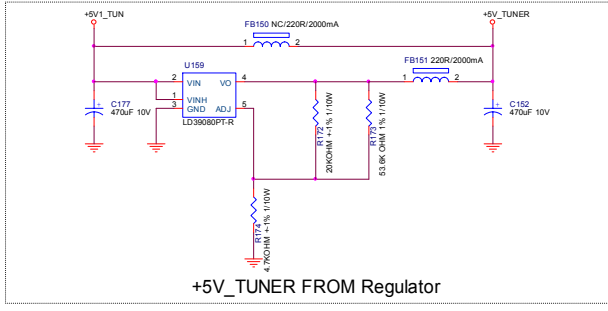 +5V1_TUN
+5V_TUNER
FB150 NC/220R/2000mA
1
2
U159
FB151 220R/2000mA
2
VIN
VO
4
1
2
1
VINH
3
GND
ADJ
5
LD39080PT-R
C177
470uF 10V
+
C152
470uF 10V
+
R172
20KOHM +-1% 1/10W
R173
53.6K OHM 1% 1/10W
R174
4.7KOHM +-1% 1/10W
+5V_TUNER FROM Regulator